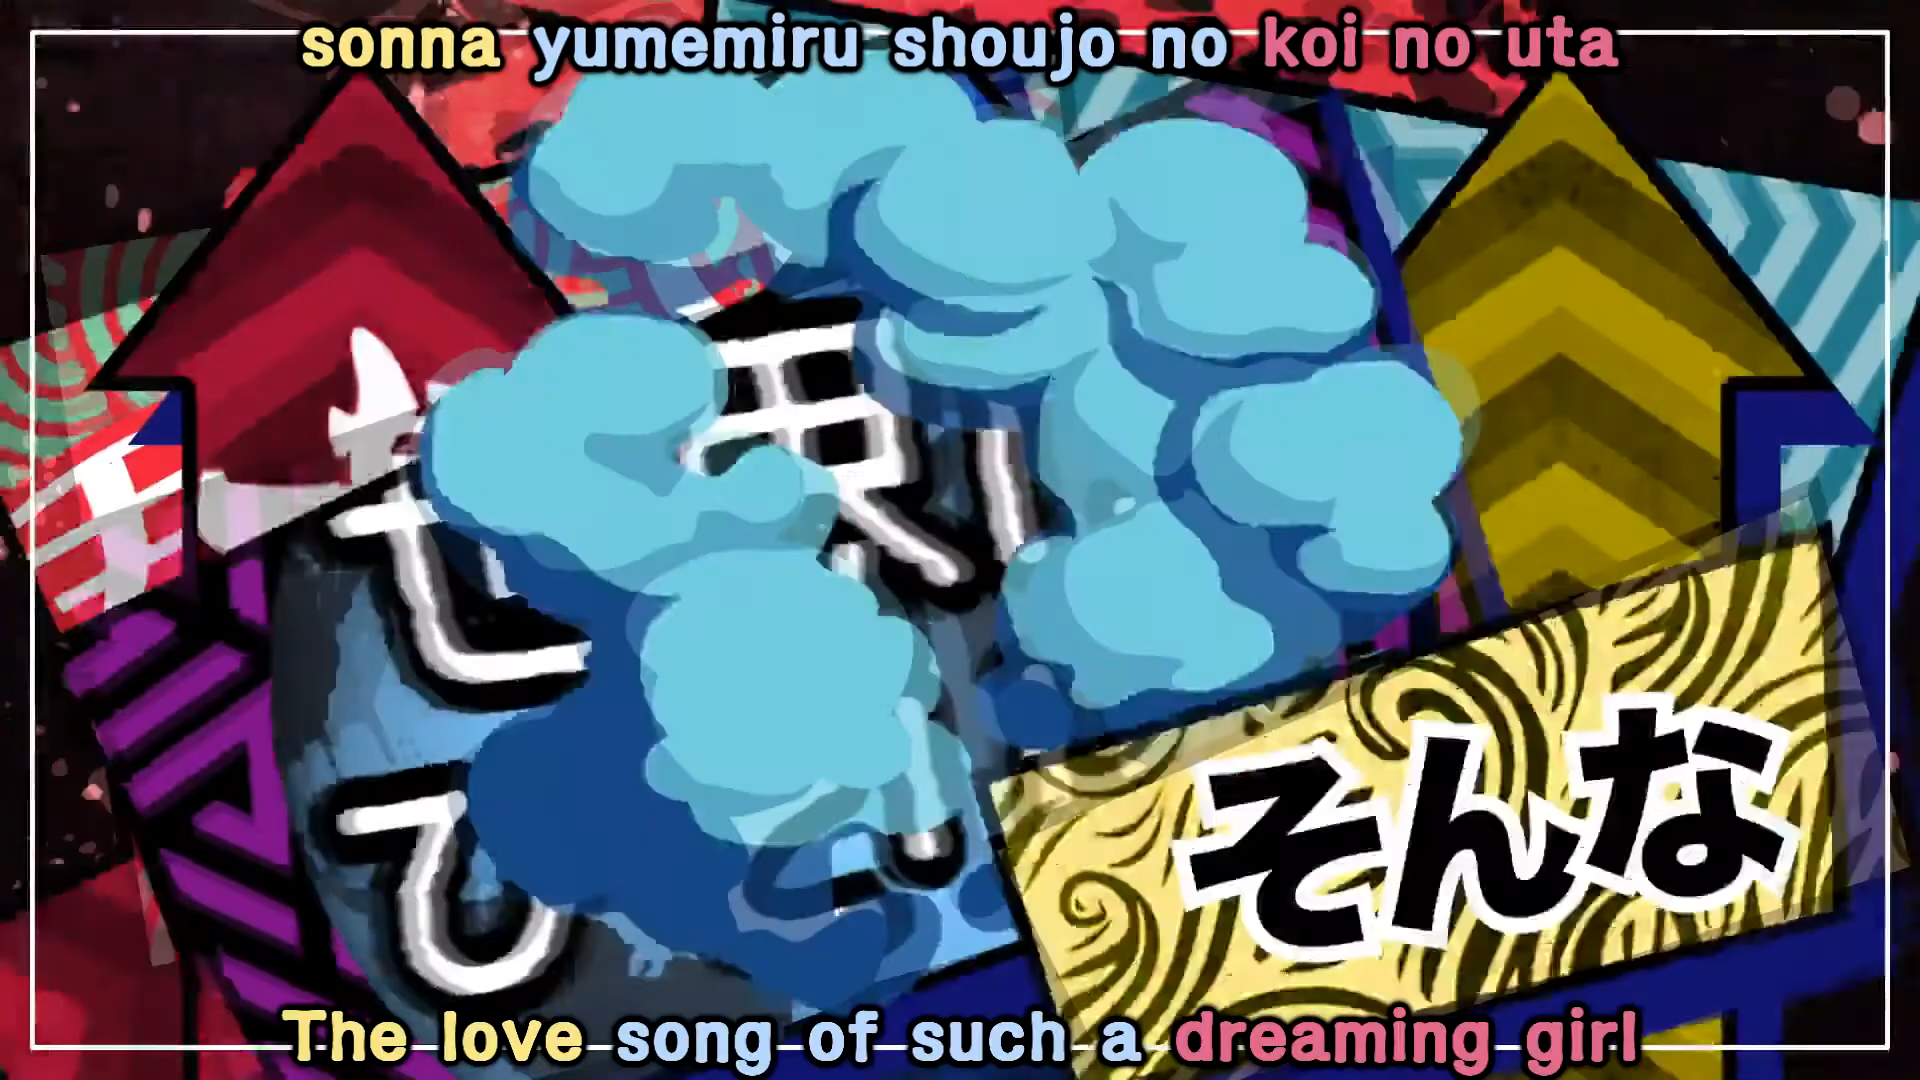 sonna yumemiru shoujo no koi no uta
そんな
The love song of such a dreaming girl